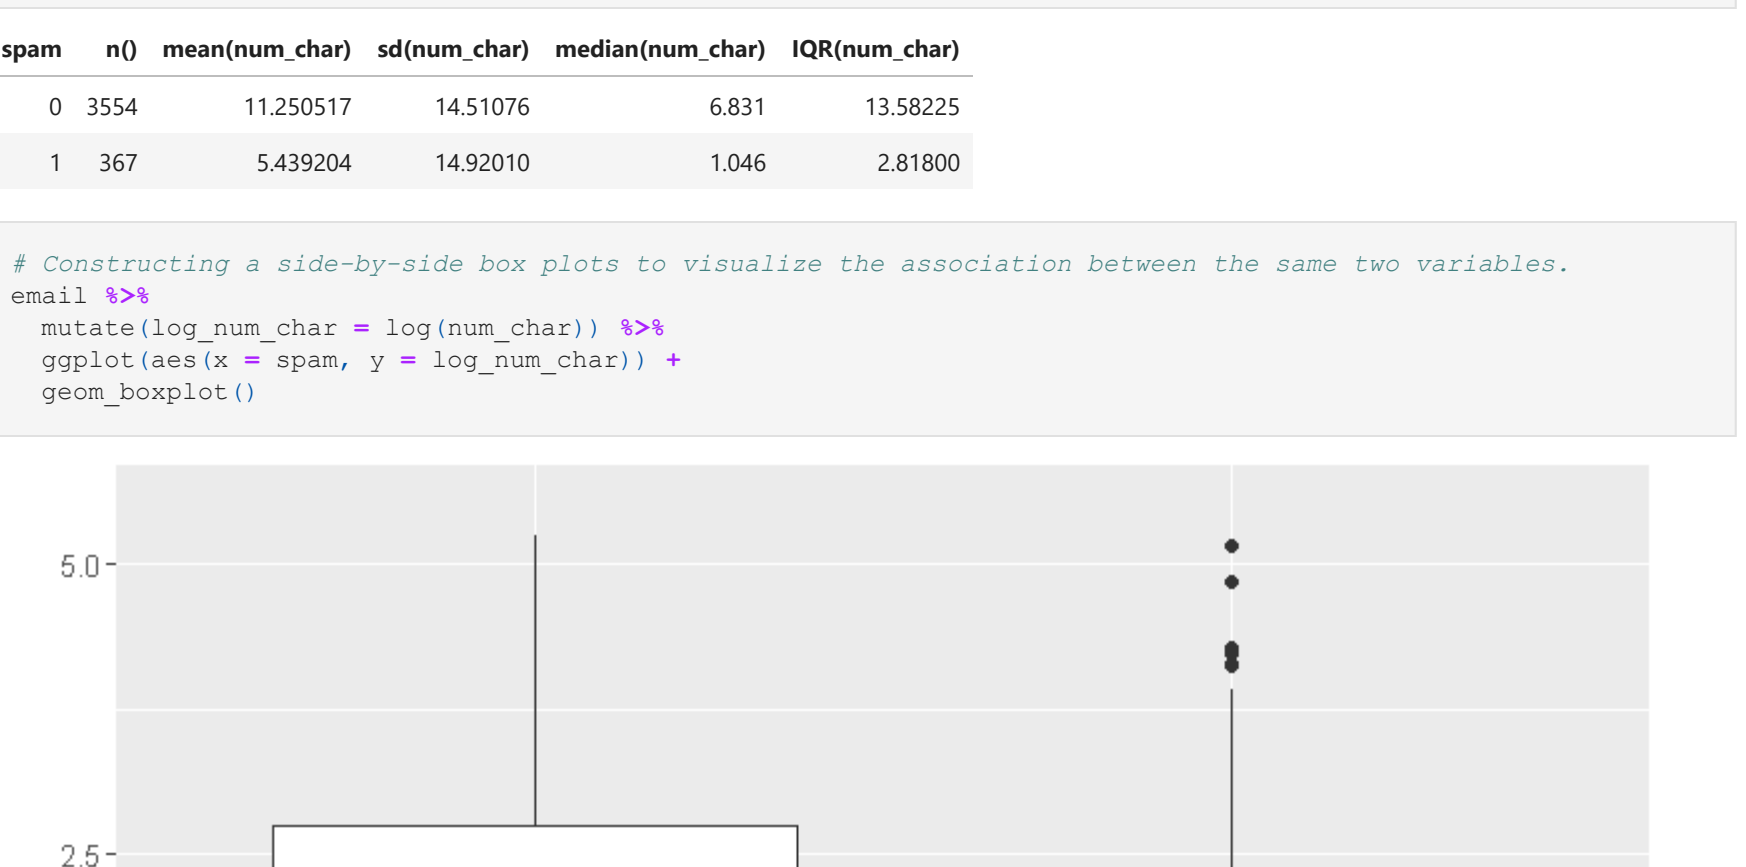 spam n() mean(num_char) sd(num_char) median(num_char) IQR(num_char)
0 3554 11.250517 14.51076 6.831 13.58225
1 367 5.439204 14.92010 1.046 2.81800
# Constructing a side-by-side box plots to visualize the association between the same two variables.
email %>%
  mutate(log_num_char = log(num_char)) %>%
  ggplot(aes(x = spam, y = log_num_char)) +
  geom_boxplot()
5.0
2.5